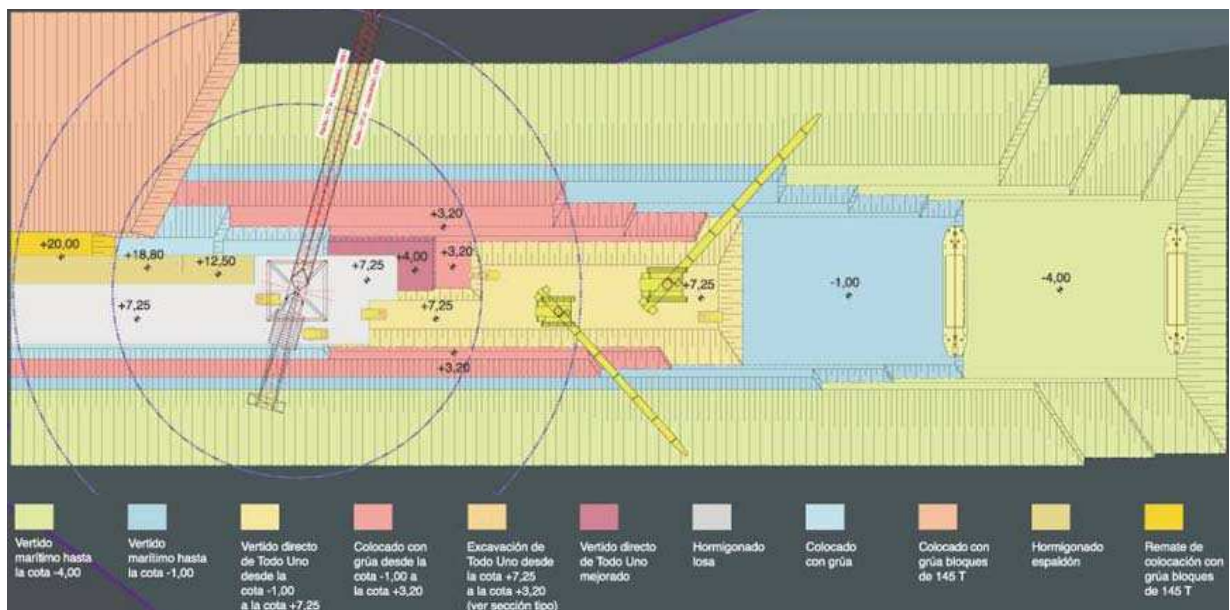 +3,20
+20,00
+18,80
+12,50
+7,25
+4,00
+3,20
+7,25
-1,00
-4,00
+7,25
+7,25
+3,20
Vertido
marítimo hasta
la cota -4,00
Vertido
marítimo hasta
la cota -1,00
Vertido directo
de Todo Uno
desde la
cota -1,00
a la cota +7,25
Colocado con
grúa desde la
cota -1,00 a
la cota +3,20
Excavación de
Todo Uno desde
la cota +7,25
a la cota +3,20
(ver sección tipo)
Vertido directo
de Todo Uno
mejorado
Hormigonado
losa
Colocado
con grúa
Colocado con
grúa bloques
de 145 T
Hormigonado
espaldón
Remate de
colocación con
grúa bloques
de 145 T